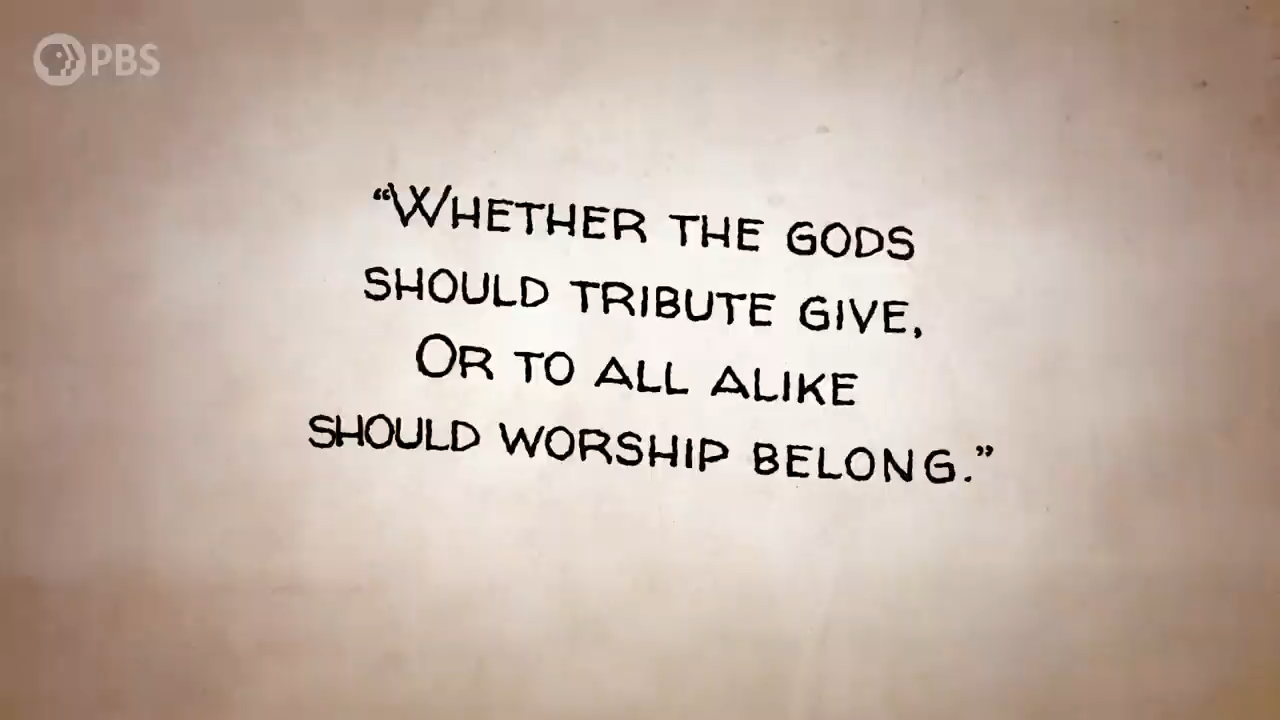 PBS
“WHETHER THE GODS
SHOULD TRIBUTE GIVE,
OR TO ALL ALIKE
SHOULD WORSHIP BELONG.”